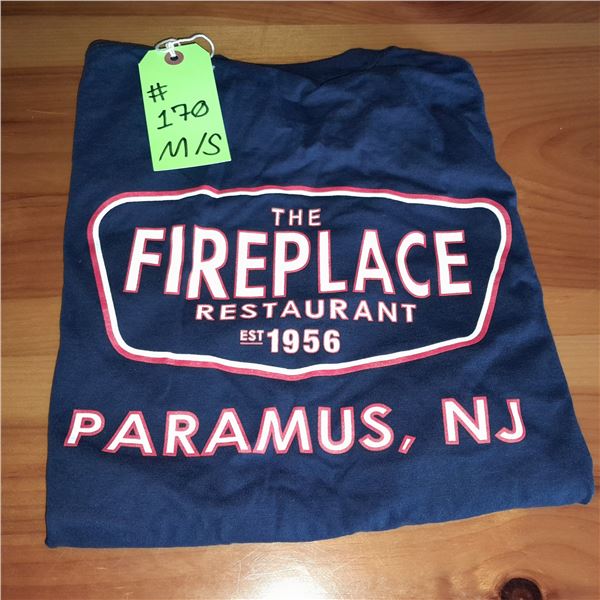 #
170
M/S
THE
FIREPLACE
RESTAURANT
EST 1956
PARAMUS, NJ